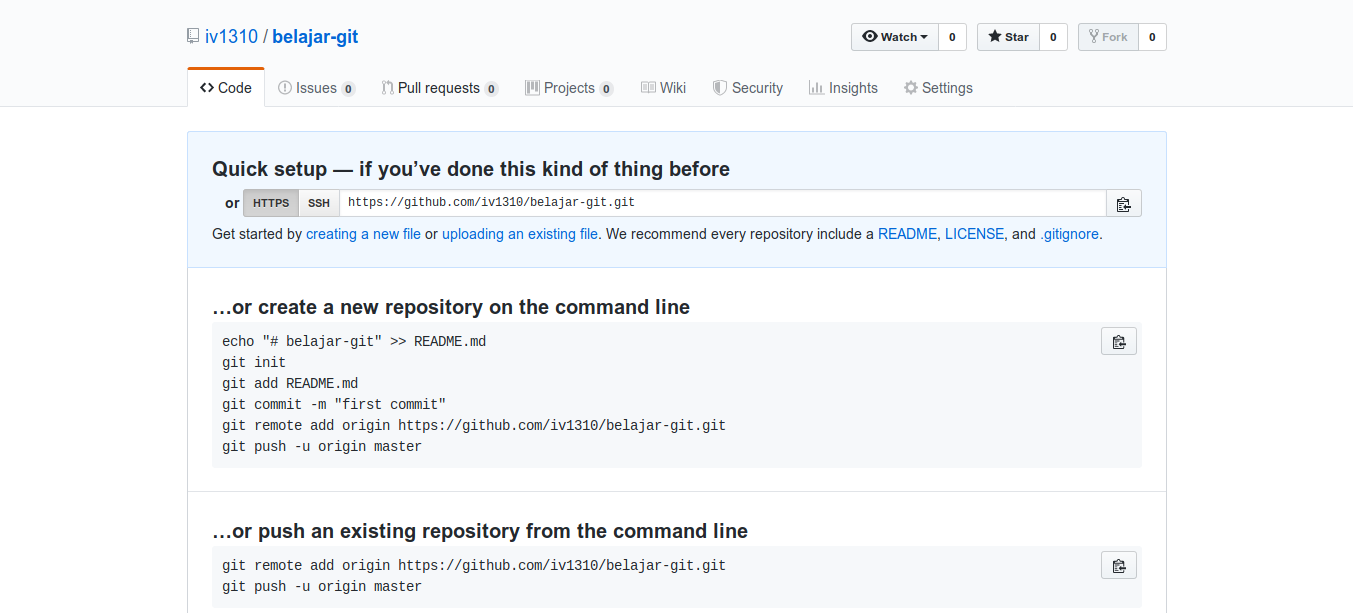 iv1310 / belajar-git
Watch 0 Star 0 Fork 0
Code Issues 0 Pull requests 0 Projects 0 Wiki Security Insights Settings
Quick setup — if you’ve done this kind of thing before
or HTTPS SSH https://github.com/iv1310/belajar-git.git
Get started by creating a new file or uploading an existing file. We recommend every repository include a README, LICENSE, and .gitignore.
…or create a new repository on the command line
echo "# belajar-git" >> README.md
git init
git add README.md
git commit -m "first commit"
git remote add origin https://github.com/iv1310/belajar-git.git
git push -u origin master
…or push an existing repository from the command line
git remote add origin https://github.com/iv1310/belajar-git.git
git push -u origin master